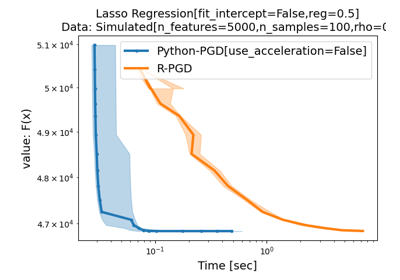 Lasso Regression[fit_intercept=False,reg=0.5]
Data: Simulated[n_features=5000,n_samples=100,rho=0
Python-PGD[use_acceleration=False]
R-PGD
value: F(x)
5.1 × 10⁴
5 × 10⁴
4.9 × 10⁴
4.8 × 10⁴
4.7 × 10⁴
10⁻¹
10⁰
Time [sec]